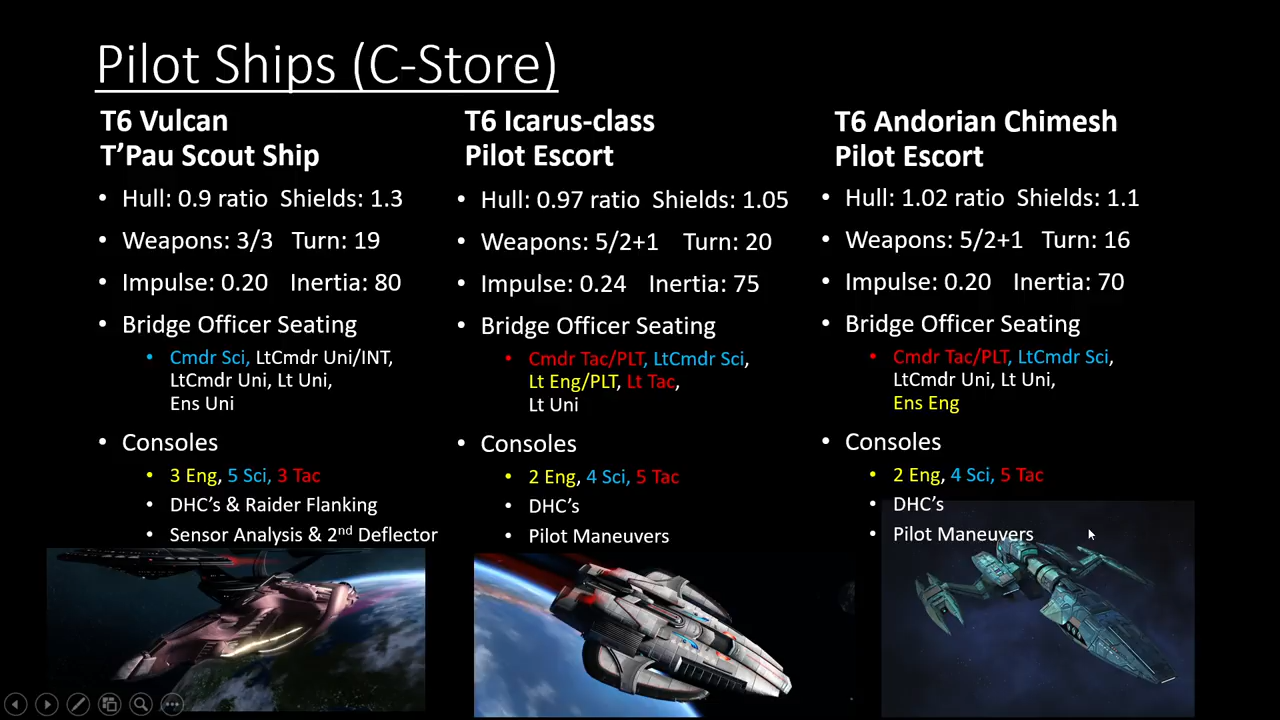 Pilot Ships (C-Store)
T6 Vulcan
T'Pau Scout Ship
• Hull: 0.9 ratio Shields: 1.3
• Weapons: 3/3 Turn: 19
• Impulse: 0.20 Inertia: 80
• Bridge Officer Seating
• Cmdr Sci, LtCmdr Uni/INT,
LtCmdr Uni, Lt Uni,
Ens Uni
• Consoles
• 3 Eng, 5 Sci, 3 Tac
• DHC's & Raider Flanking
• Sensor Analysis & 2nd Deflector
T6 Icarus-class
Pilot Escort
• Hull: 0.97 ratio Shields: 1.05
• Weapons: 5/2+1 Turn: 20
• Impulse: 0.24 Inertia: 75
• Bridge Officer Seating
• Cmdr Tac/PLT, LtCmdr Sci,
Lt Eng/PLT, Lt Tac,
Lt Uni
• Consoles
• 2 Eng, 4 Sci, 5 Tac
• DHC's
• Pilot Maneuvers
T6 Andorian Chimesh
Pilot Escort
• Hull: 1.02 ratio Shields: 1.1
• Weapons: 5/2+1 Turn: 16
• Impulse: 0.20 Inertia: 70
• Bridge Officer Seating
• Cmdr Tac/PLT, LtCmdr Sci,
LtCmdr Uni, Lt Uni,
Ens Eng
• Consoles
• 2 Eng, 4 Sci, 5 Tac
• DHC's
• Pilot Maneuvers